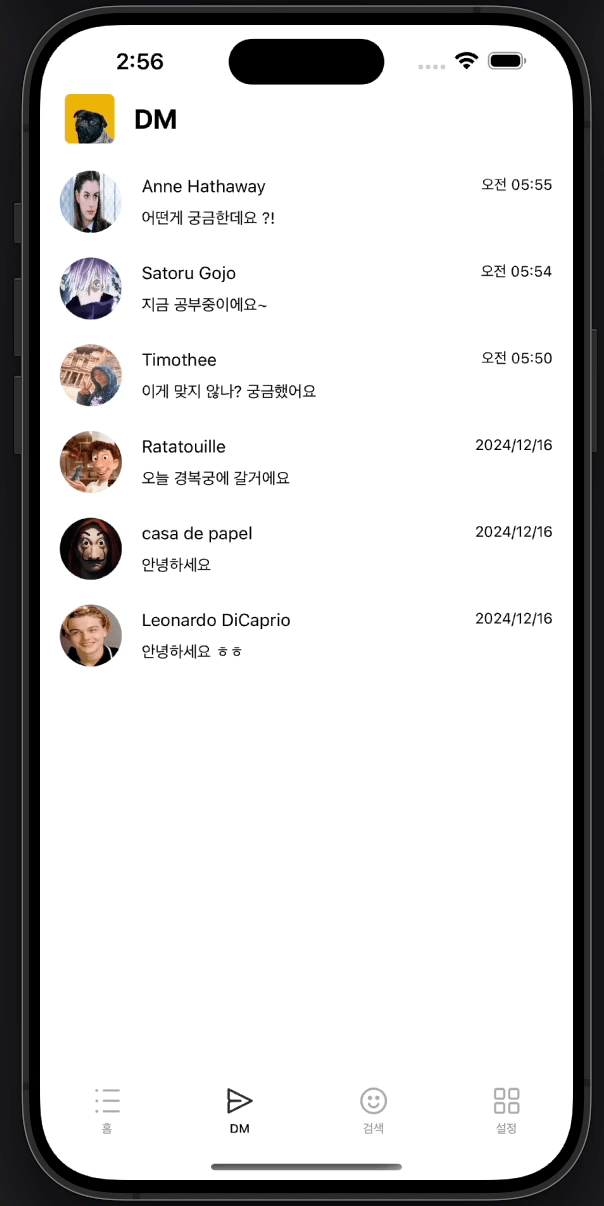 2:56
DM
Anne Hathaway 오전 05:55
어떤게 궁금한데요 ?!
Satoru Gojo 오전 05:54
지금 공부중이에요~
Timothee 오전 05:50
이게 맞지 않나? 궁금했어요
Ratatouille 2024/12/16
오늘 경복궁에 갈거에요
casa de papel 2024/12/16
안녕하세요
Leonardo DiCaprio 2024/12/16
안녕하세요 ㅎㅎ
홈 DM 검색 설정